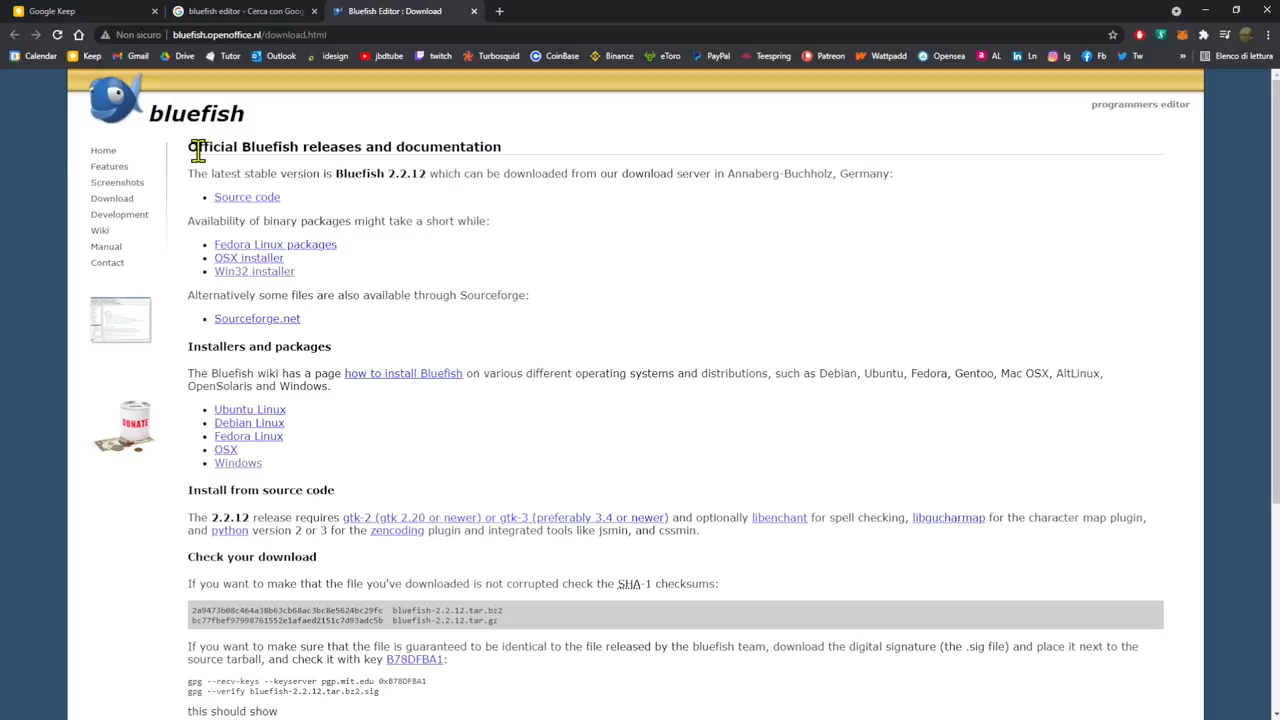 Google Keep
bluefish editor - Cerca con Goo
Bluefish Editor : Download
Non sicuro
bluefish.openoffice.nl/download.html
Calendar
Keep
Gmail
Drive
Tutor
Outlook
idesign
jbdtube
twitch
Turbosquid
CoinBase
Binance
eToro
PayPal
Teespring
Patreon
Udemy
Opensea
AL
Ln
IG
Fb
Tw
Elenco di lettura
bluefish
programmers editor
Home
Features
Screenshots
Download
Development
Wiki
Manual
Contact
DONATE
Official Bluefish releases and documentation
The latest stable version is Bluefish 2.2.12 which can be downloaded from our download server in Annaberg-Buchholz, Germany:
Source code
Availability of binary packages might take a short while:
Fedora Linux packages
OSX installer
Win32 installer
Alternatively some files are also available through Sourceforge:
Sourceforge.net
Installers and packages
The Bluefish wiki has a page how to install Bluefish on various different operating systems and distributions, such as Debian, Ubuntu, Fedora, Gentoo, Mac OSX, AltLinux,
OpenSolaris and Windows.
Ubuntu Linux
Debian Linux
Fedora Linux
OSX
Windows
Install from source code
The 2.2.12 release requires gtk-2 (gtk 2.20 or newer) or gtk-3 (preferably 3.4 or newer) and optionally libenchant for spell checking, libgucharmap for the character map plugin,
and python version 2 or 3 for the zencoding plugin and integrated tools like jsmin, and cssmin.
Check your download
If you want to make that the file you've downloaded is not corrupted check the SHA-1 checksums:
2a9473b08c464a38b63cb68ac3bc8e5624bc29fc bluefish-2.2.12.tar.bz2
bc77fbef97998761552e1afaed2151c7d93adc5b bluefish-2.2.12.tar.gz
If you want to make sure that the file is guaranteed to be identical to the file released by the bluefish team, download the digital signature (the .sig file) and place it next to the
source tarball, and check it with key B78DFBA1:
gpg --recv-keys --keyserver pgp.mit.edu 0xB78DFBA1
gpg --verify bluefish-2.2.12.tar.bz2.sig
this should show